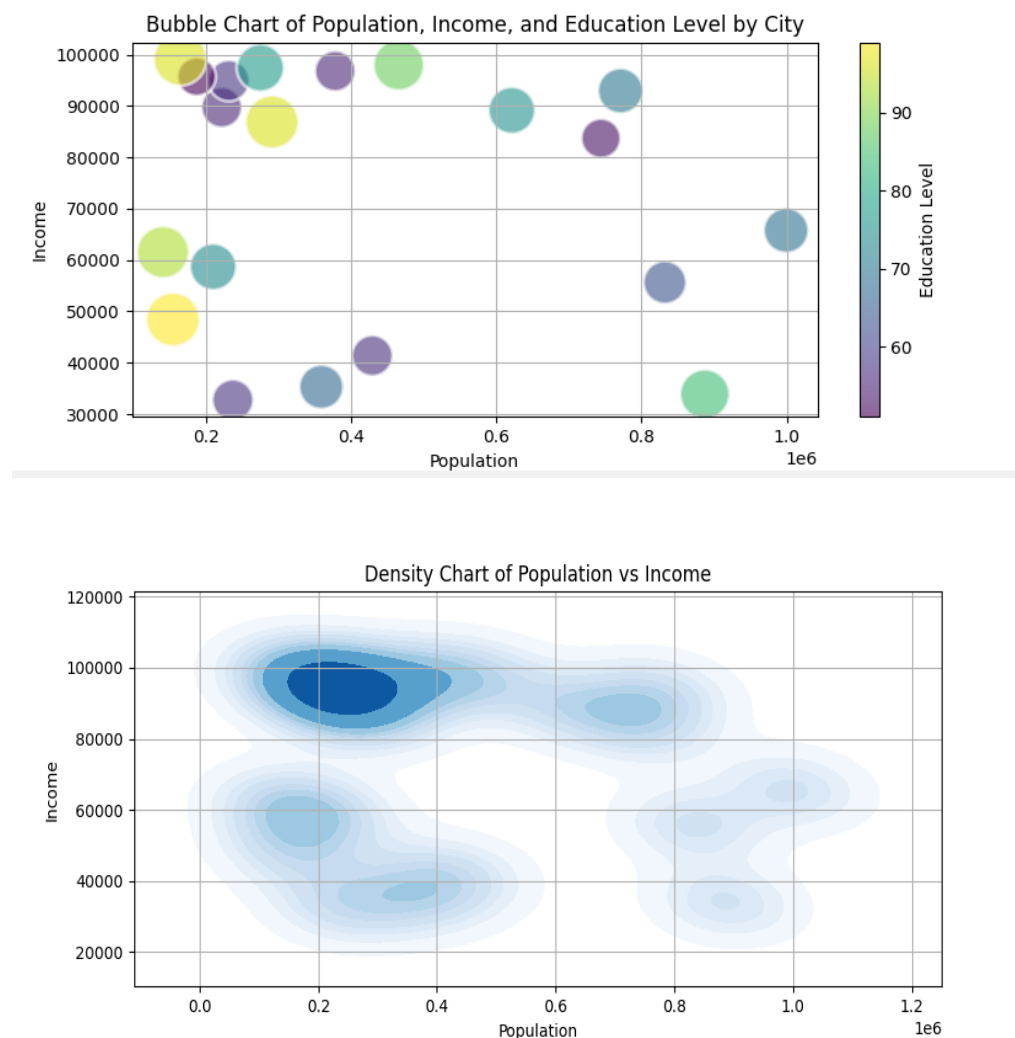 Bubble Chart of Population, Income, and Education Level by City
100000
90000
80000
70000
60000
50000
40000
30000
Income
0.2 0.4 0.6 0.8 1.0
1e6
Population
90
80
70
60
Education Level
Density Chart of Population vs Income
120000
100000
80000
60000
40000
20000
Income
0.0 0.2 0.4 0.6 0.8 1.0 1.2
1e6
Population